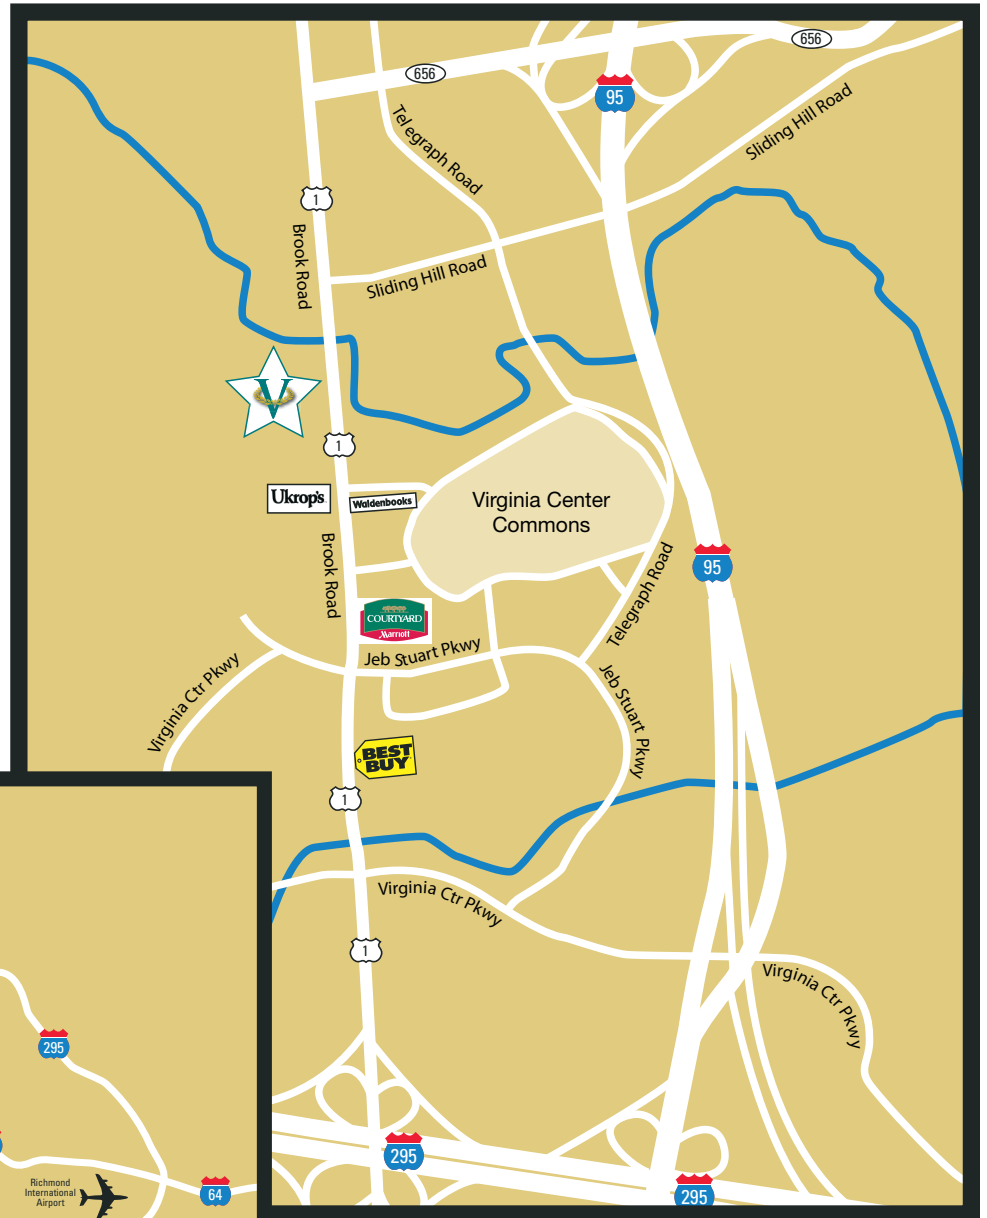 656
656
95
Telegraph Road
Sliding Hill Road
1
Brook Road
Sliding Hill Road
V
1
Ukrop's
Waldenbooks
Virginia Center
Commons
Brook Road
95
Telegraph Road
COURTYARD
Marriott
Jeb Stuart Pkwy
Virginia Ctr Pkwy
Jeb Stuart Pkwy
BEST
BUY
1
Virginia Ctr Pkwy
1
Virginia Ctr Pkwy
295
295
295
64
Richmond
International
Airport